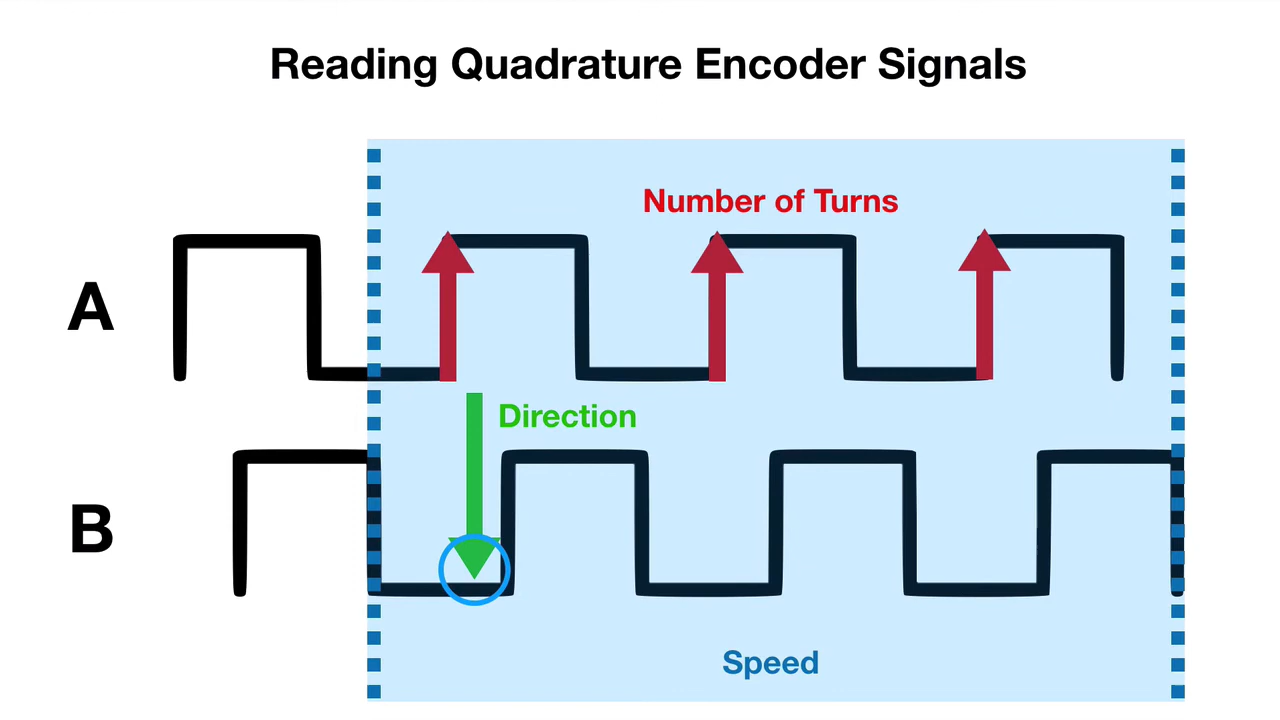 Reading Quadrature Encoder Signals
Number of Turns
A
Direction
B
Speed